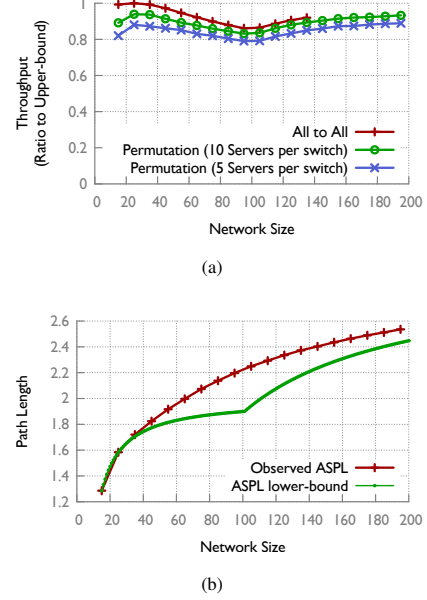 1
0.8
0.6
0.4
0.2
0
Throughput
(Ratio to Upper-bound)
All to All
Permutation (10 Servers per switch)
Permutation (5 Servers per switch)
0 20 40 60 80 100 120 140 160 180 200
Network Size
(a)
2.6
2.4
2.2
2
1.8
1.6
1.4
1.2
Path Length
Observed ASPL
ASPL lower-bound
0 20 40 60 80 100 120 140 160 180 200
Network Size
(b)